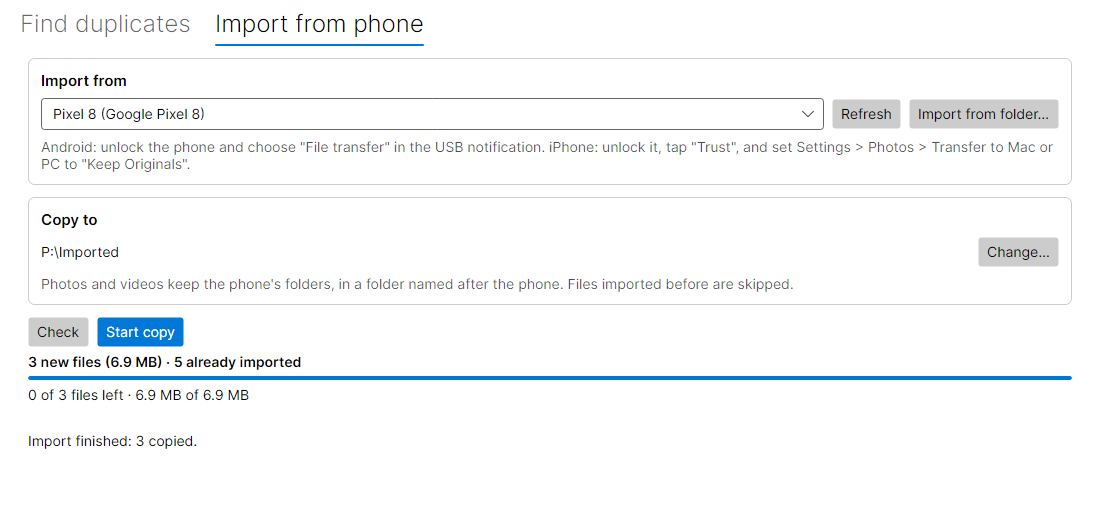 Find duplicates Import from phone
Import from
Pixel 8 (Google Pixel 8)
Refresh
Import from folder...
Android: unlock the phone and choose "File transfer" in the USB notification. iPhone: unlock it, tap "Trust", and set Settings > Photos > Transfer to Mac or
PC to "Keep Originals".
Copy to
P:\Imported
Change...
Photos and videos keep the phone's folders, in a folder named after the phone. Files imported before are skipped.
Check
Start copy
3 new files (6.9 MB) · 5 already imported
0 of 3 files left · 6.9 MB of 6.9 MB
Import finished: 3 copied.